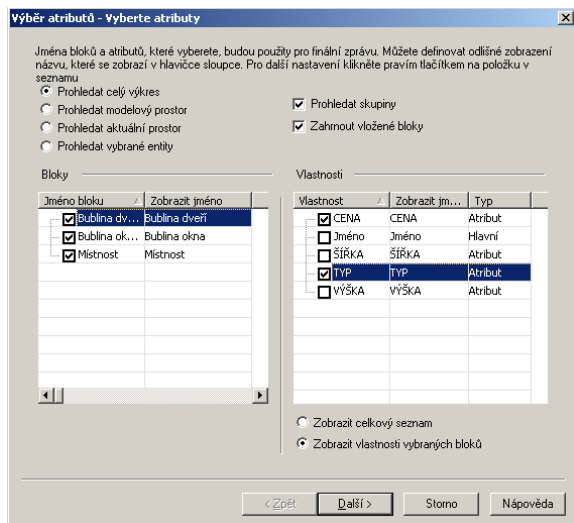 Výběr atributů - Vyberte atributy
Jména bloků a atributů, které vyberete, budou použity pro finální zprávu. Můžete definovat odlišné zobrazení
názvu, které se zobrazí v hlavičce sloupce. Pro další nastavení klikněte pravím tlačítkem na položku v
seznamu
Prohledat celý výkres
Prohledat modelový prostor
Prohledat aktuální prostor
Prohledat vybrané entity
Prohledat skupiny
Zahrnout vložené bloky
Bloky
Jméno bloku Zobrazit jméno
Bublina dv... Bublina dveří
Bublina ok... Bublina okna
Místnost Místnost
Vlastnosti
Vlastnost Zobrazit jm... Typ
CENA CENA Atribut
Jméno Jméno Hlavní
ŠÍŘKA ŠÍŘKA Atribut
TYP TYP Atribut
VÝŠKA VÝŠKA Atribut
Zobrazit celkový seznam
Zobrazit vlastnosti vybraných bloků
< Zpět Další > Storno Nápověda